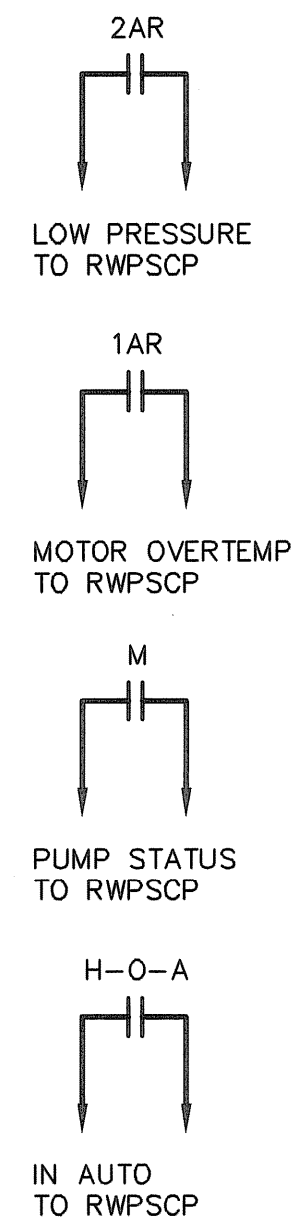 2AR
LOW PRESSURE
TO RWPSCP
1AR
MOTOR OVERTEMP
TO RWPSCP
M
PUMP STATUS
TO RWPSCP
H-O-A
IN AUTO
TO RWPSCP